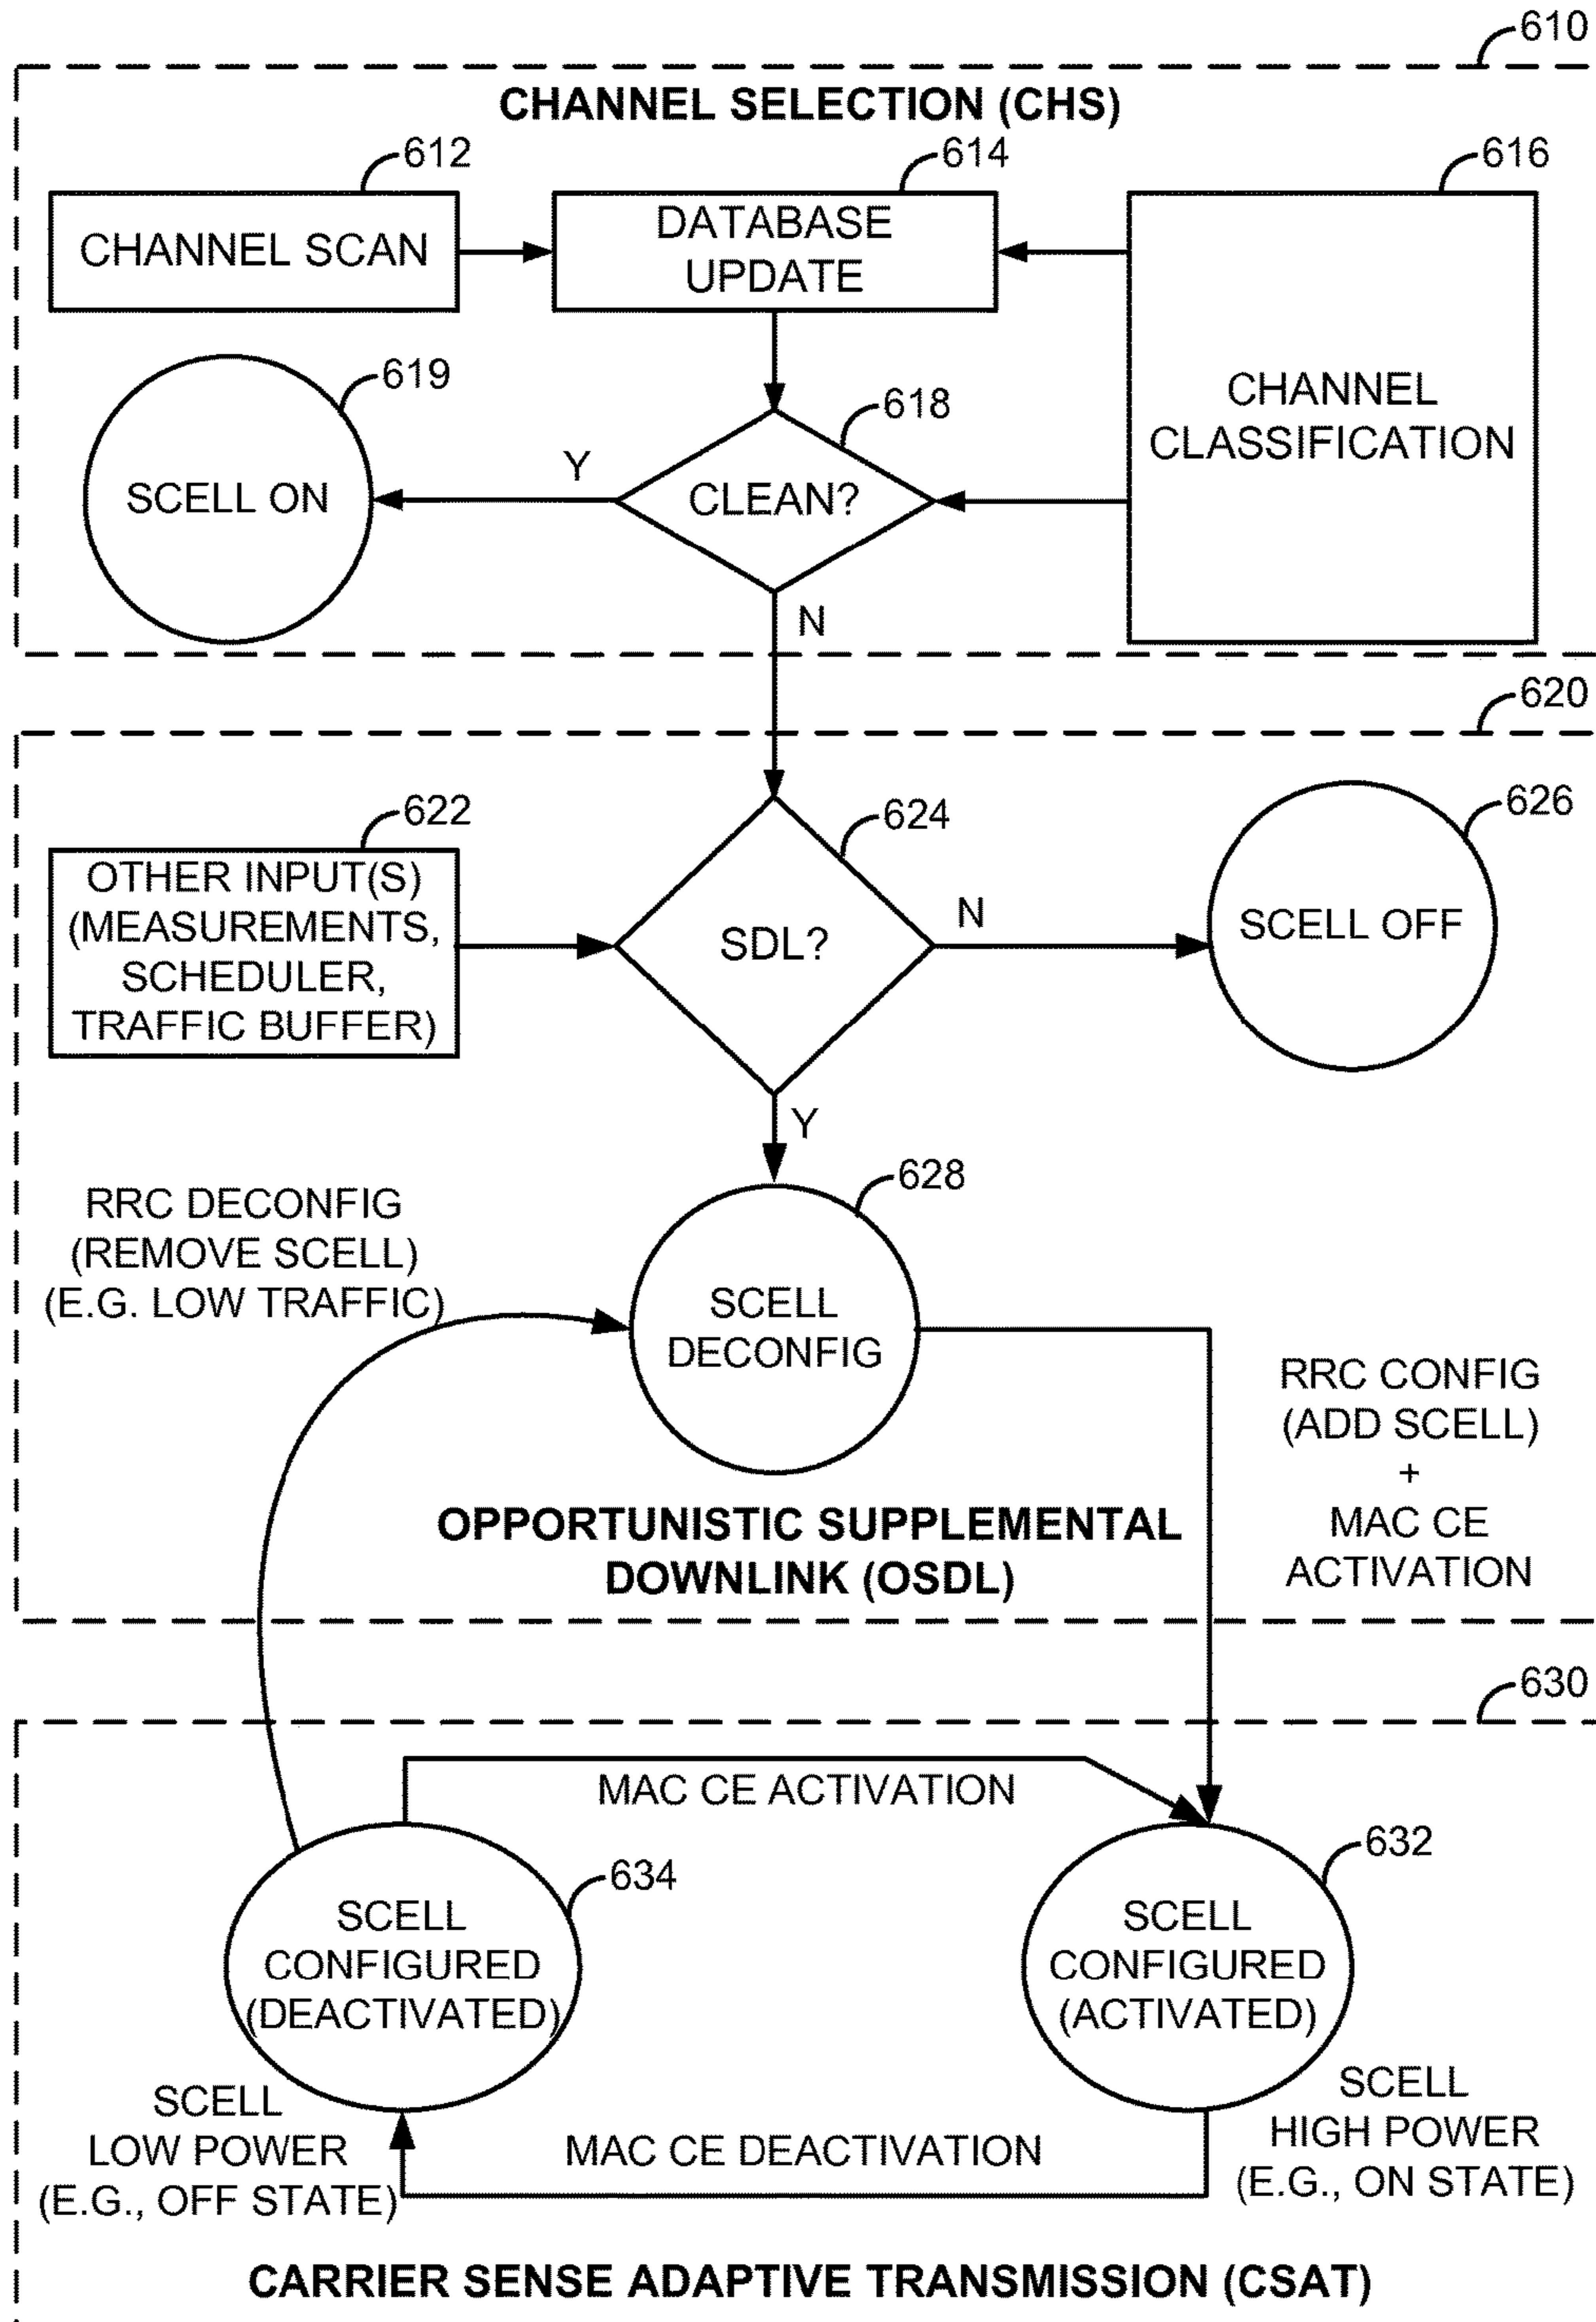 610
CHANNEL SELECTION (CHS)
612
614
616
CHANNEL SCAN
DATABASE
UPDATE
CHANNEL
CLASSIFICATION
619
618
Y
SCELL ON
CLEAN?
N
620
622
624
626
OTHER INPUT(S)
(MEASUREMENTS,
SCHEDULER,
TRAFFIC BUFFER)
SDL?
N
SCELL OFF
Y
628
RRC DECONFIG
(REMOVE SCELL)
(E.G. LOW TRAFFIC)
SCELL
DECONFIG
RRC CONFIG
(ADD SCELL)
+
MAC CE
ACTIVATION
OPPORTUNISTIC SUPPLEMENTAL
DOWNLINK (OSDL)
630
MAC CE ACTIVATION
634
632
SCELL
CONFIGURED
(DEACTIVATED)
SCELL
CONFIGURED
(ACTIVATED)
SCELL
LOW POWER
(E.G., OFF STATE)
MAC CE DEACTIVATION
SCELL
HIGH POWER
(E.G., ON STATE)
CARRIER SENSE ADAPTIVE TRANSMISSION (CSAT)